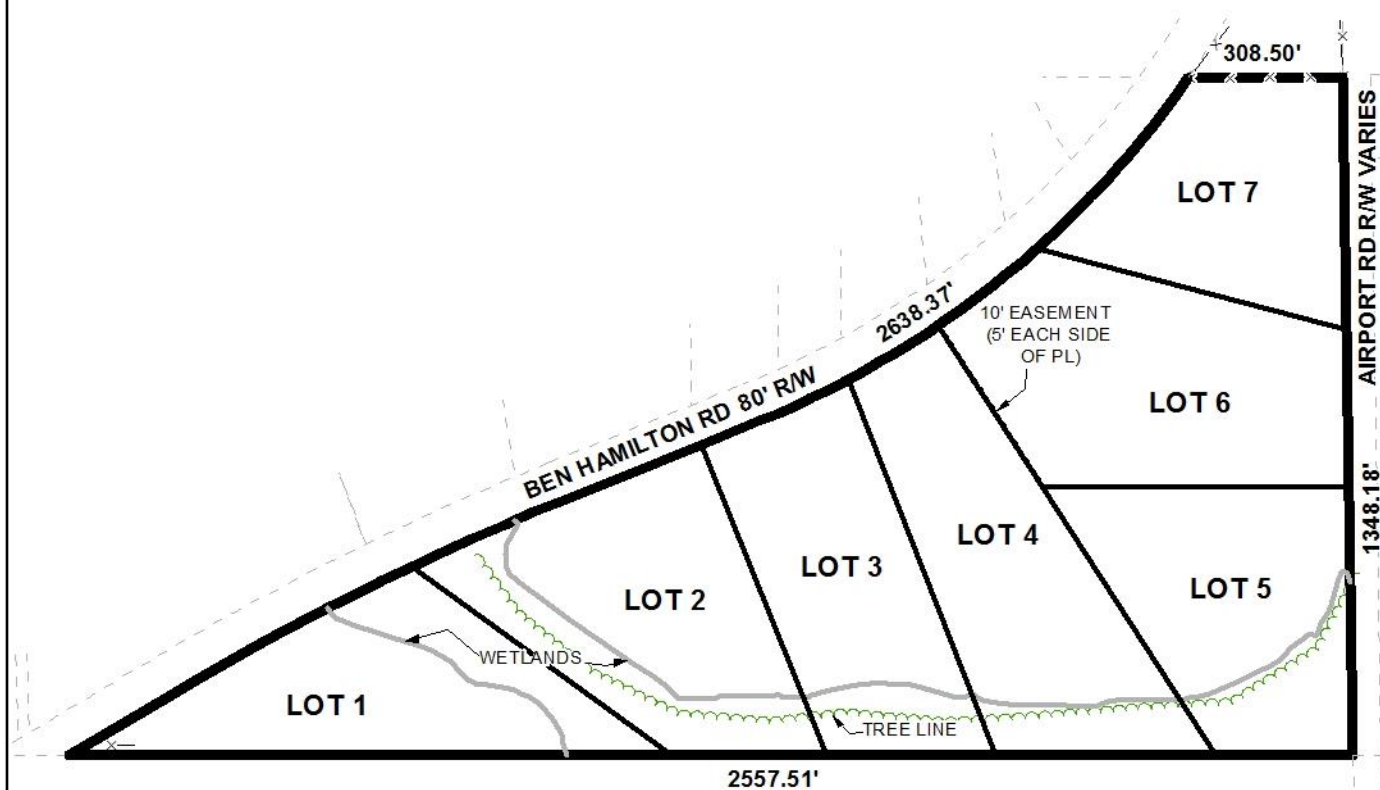 308.50'
AIRPORT RD R/W VARIES
LOT 7
2638.37'
10' EASEMENT
(5' EACH SIDE
OF PL)
BEN HAMILTON RD 80' R/W
LOT 6
1348.18'
LOT 4
LOT 3
LOT 5
LOT 2
WETLANDS
LOT 1
TREE LINE
2557.51'